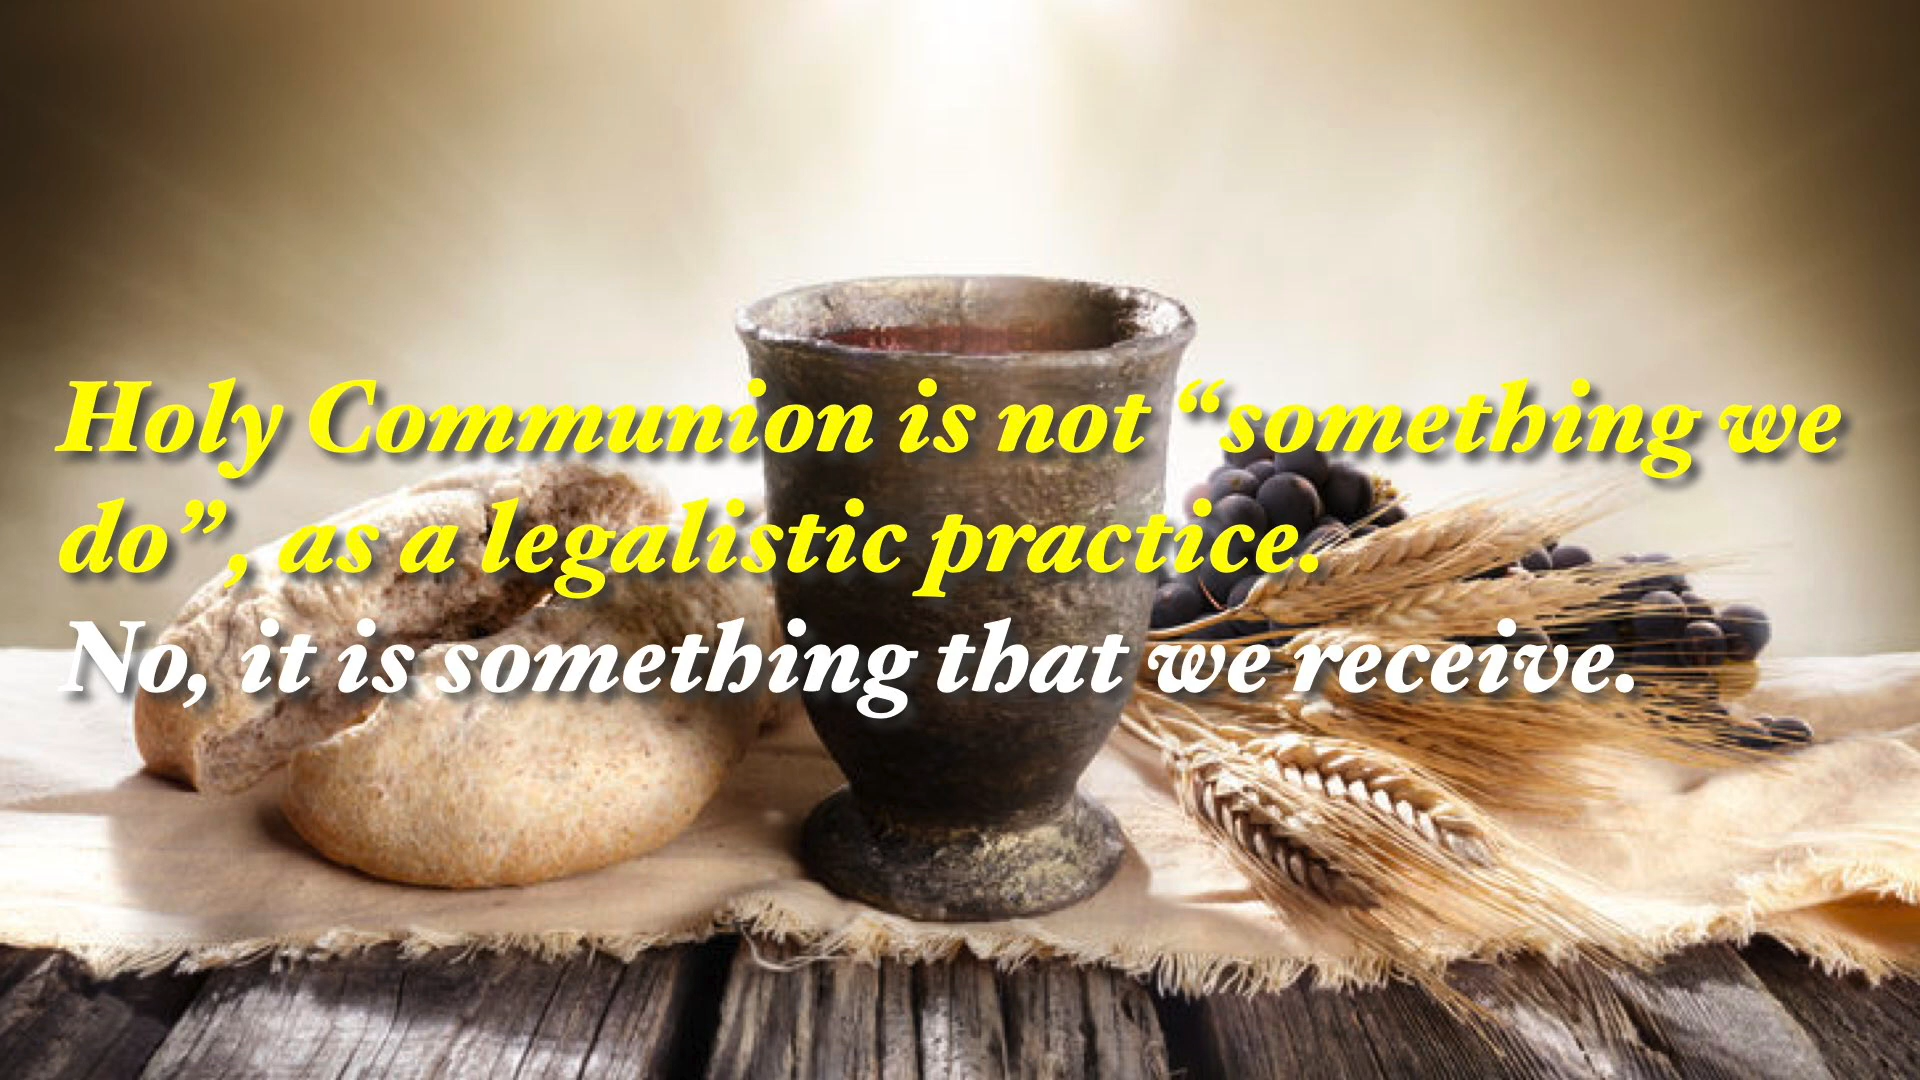 Holy Communion is not “something we
do”, as a legalistic practice.
No, it is something that we receive.